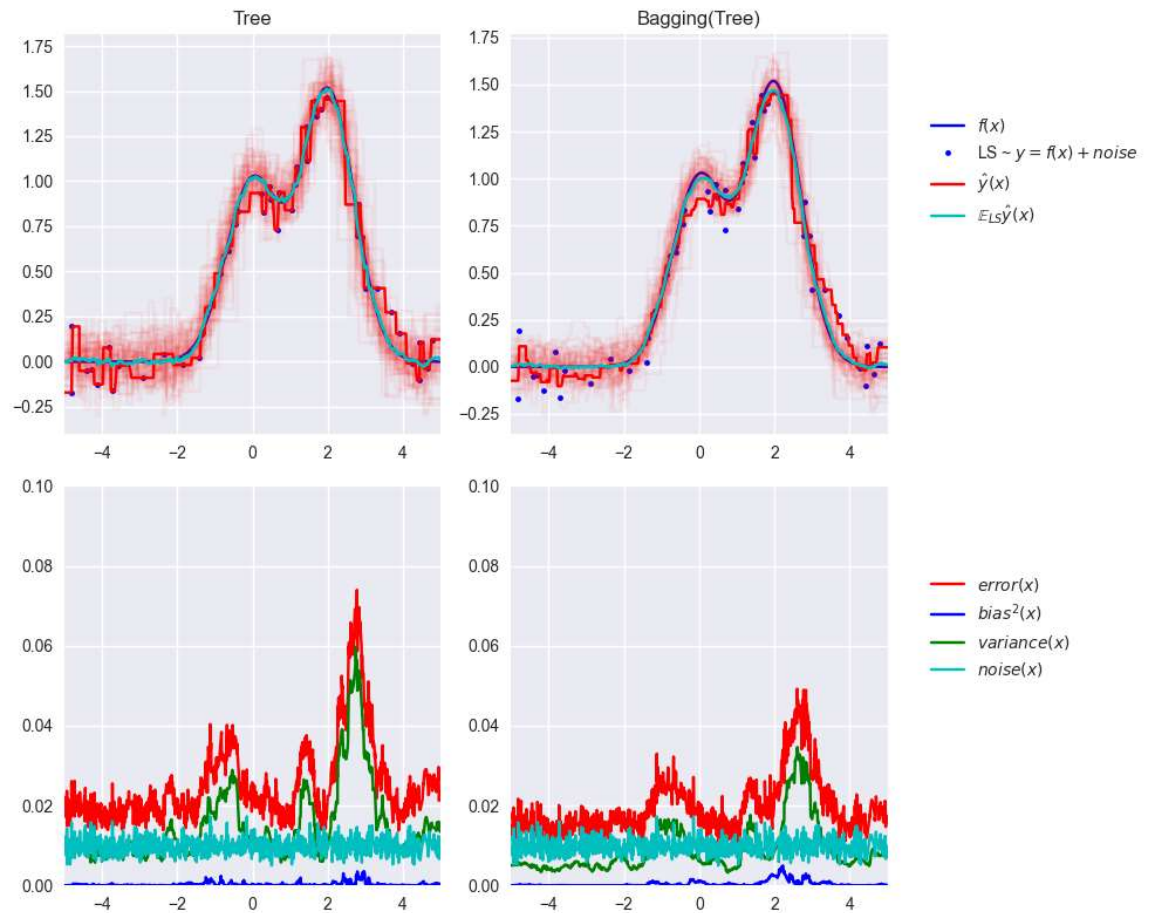 Tree
Bagging(Tree)
1.75
1.50
1.25
1.00
0.75
0.50
0.25
0.00
−0.25
−4 −2 0 2 4
1.75
1.50
1.25
1.00
0.75
0.50
0.25
0.00
−0.25
−4 −2 0 2 4
f(x)
LS ~ y = f(x) + noise
ŷ(x)
𝔼_LS ŷ(x)
0.10
0.08
0.06
0.04
0.02
0.00
−4 −2 0 2 4
0.10
0.08
0.06
0.04
0.02
0.00
−4 −2 0 2 4
error(x)
bias²(x)
variance(x)
noise(x)